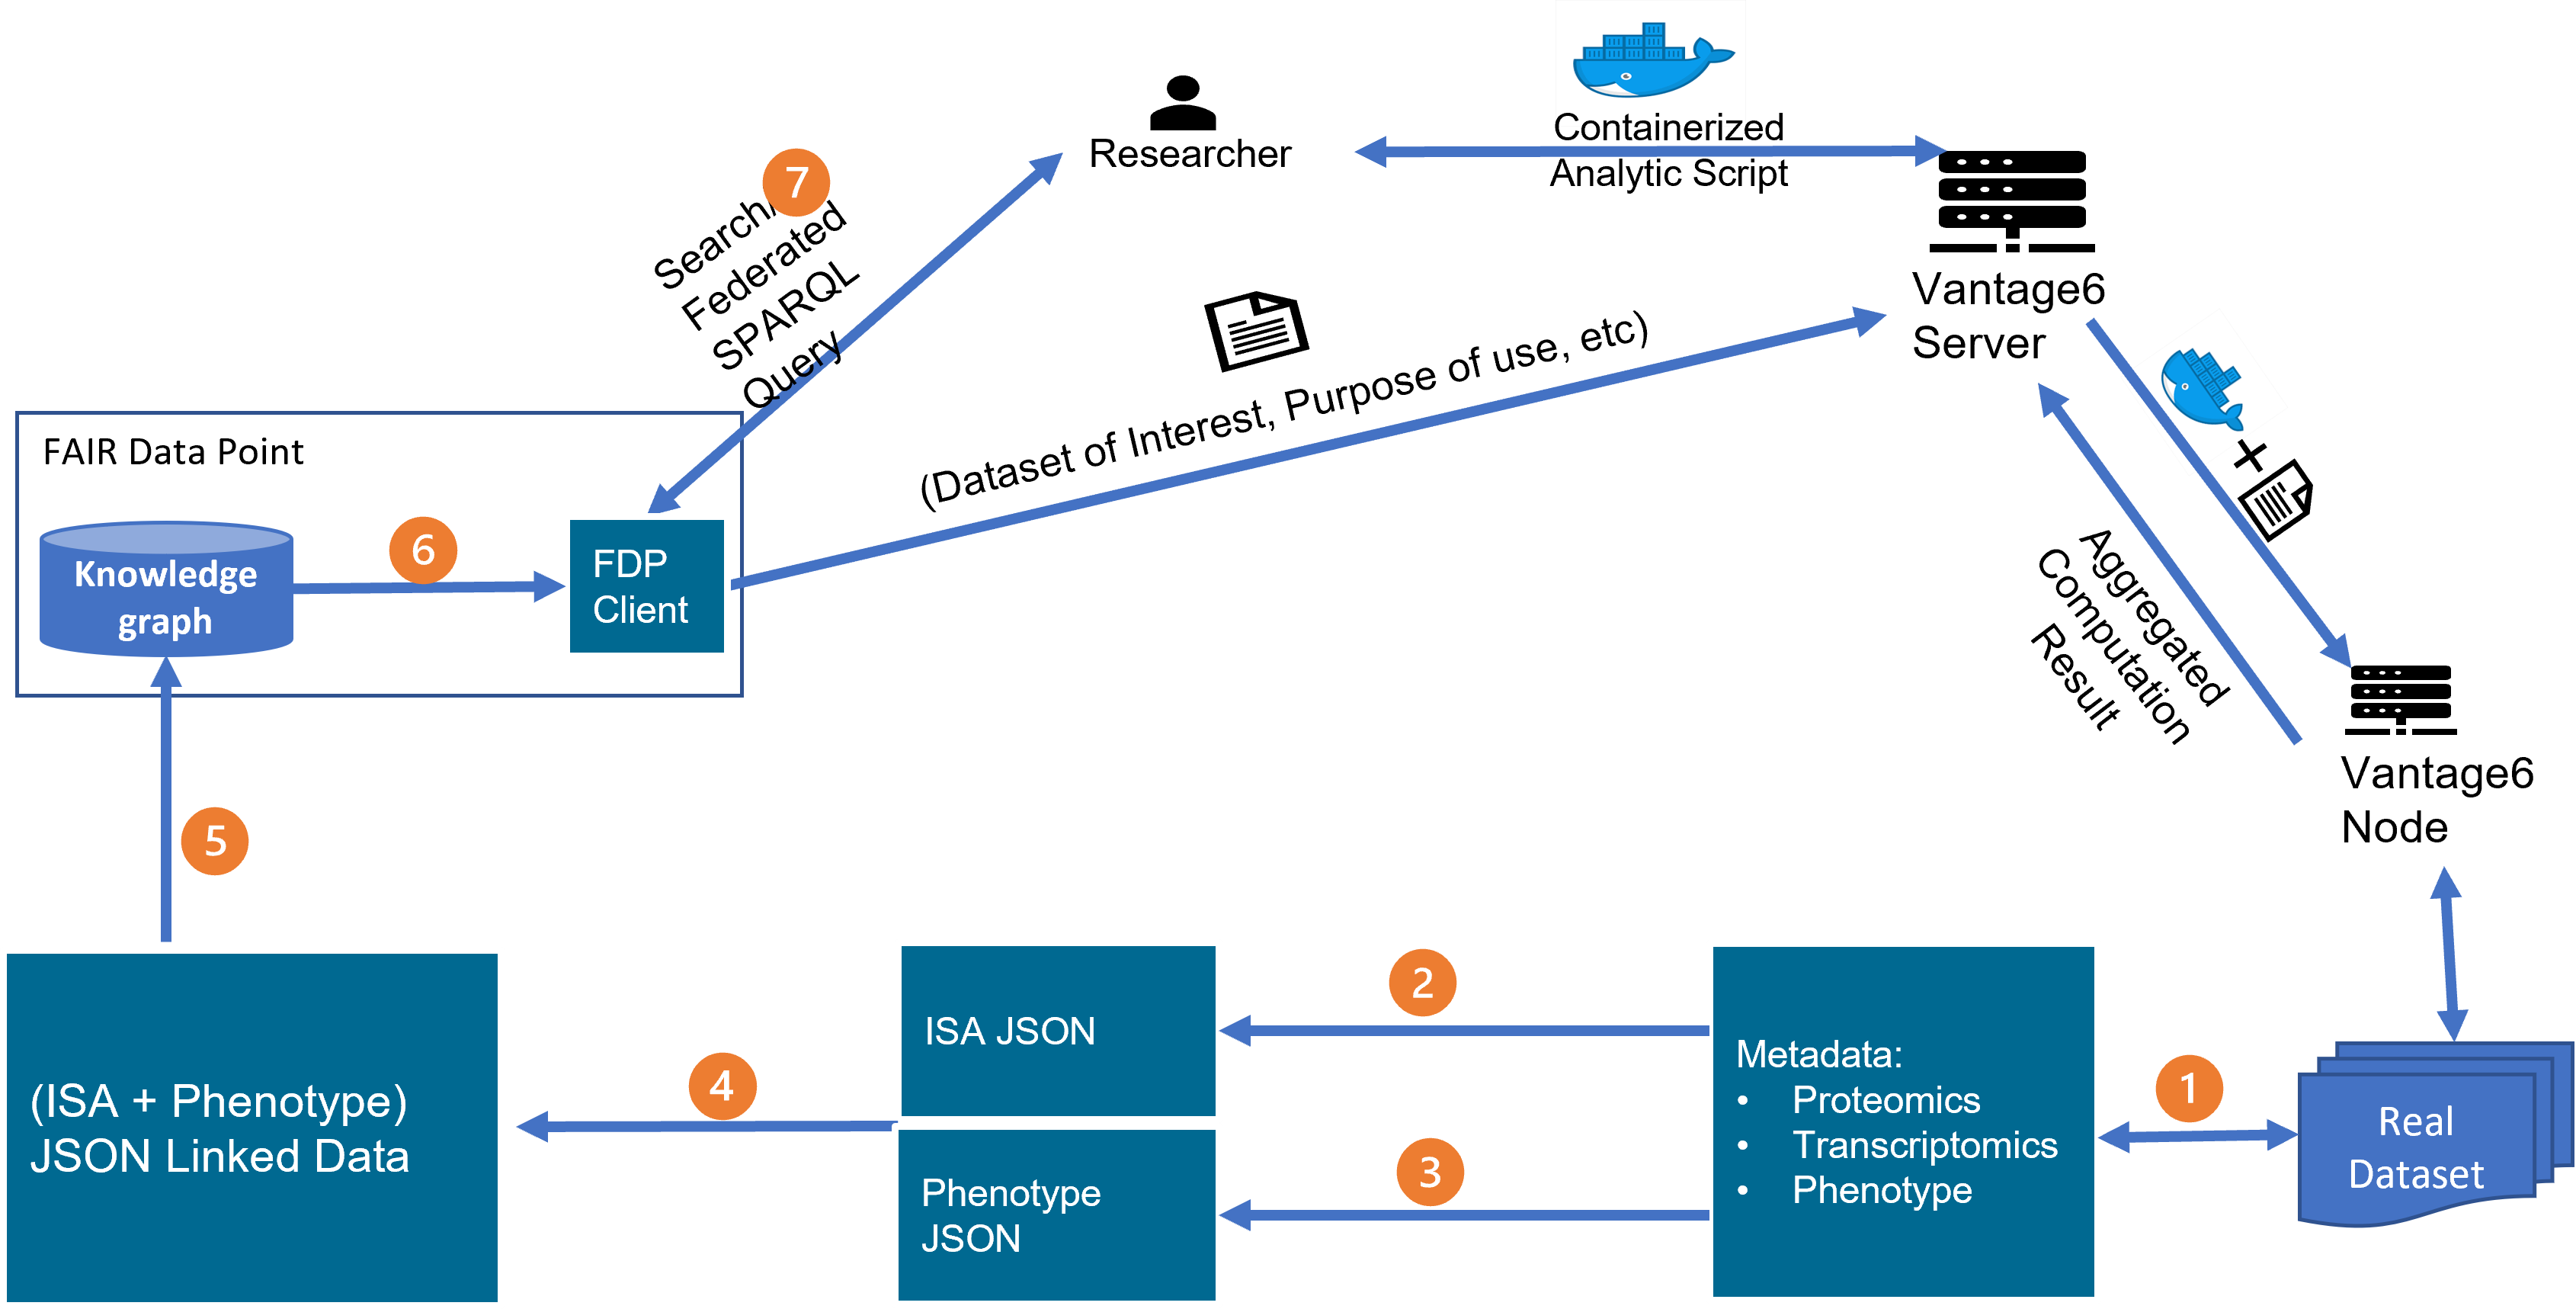 Researcher
Containerized
Analytic Script
7
Search/
Federated
SPARQL
Query
Vantage6
Server
(Dataset of Interest, Purpose of use, etc)
FAIR Data Point
Knowledge
graph
6
FDP
Client
+
Aggregated
Computation
Result
Vantage6
Node
5
(ISA + Phenotype)
JSON Linked Data
4
ISA JSON
Phenotype
JSON
2
3
Metadata:
• Proteomics
• Transcriptomics
• Phenotype
1
Real
Dataset